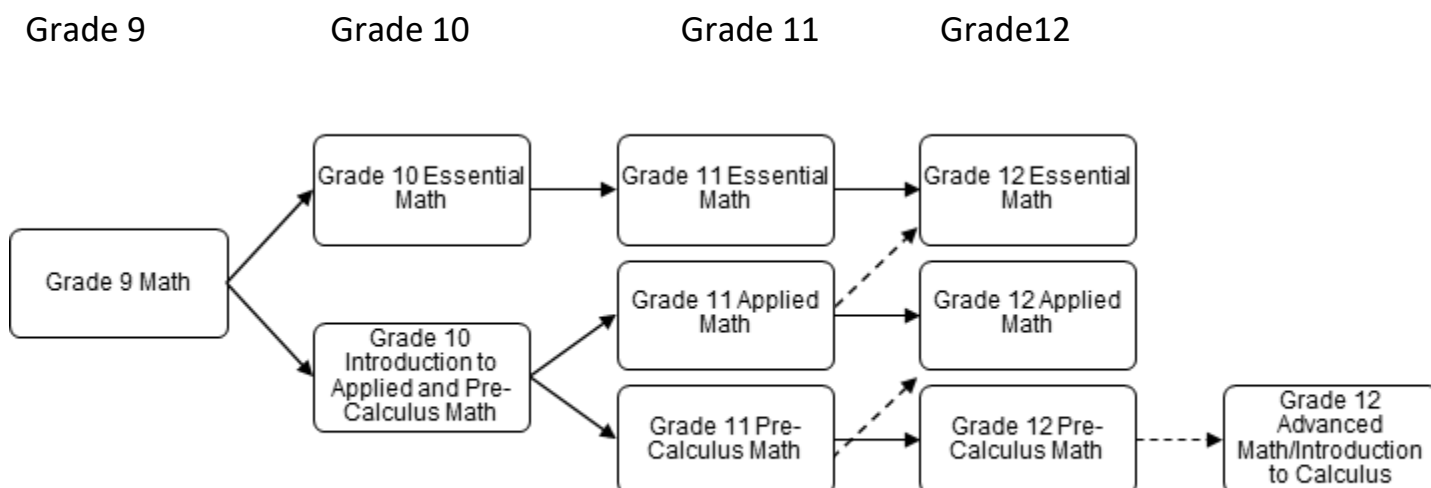 Grade 9
Grade 10
Grade 11
Grade12
Grade 10 Essential
Math
Grade 11 Essential
Math
Grade 12 Essential
Math
Grade 9 Math
Grade 11 Applied
Math
Grade 12 Applied
Math
Grade 10
Introduction to
Applied and Pre-
Calculus Math
Grade 11 Pre-
Calculus Math
Grade 12 Pre-
Calculus Math
Grade 12
Advanced
Math/Introduction
to Calculus